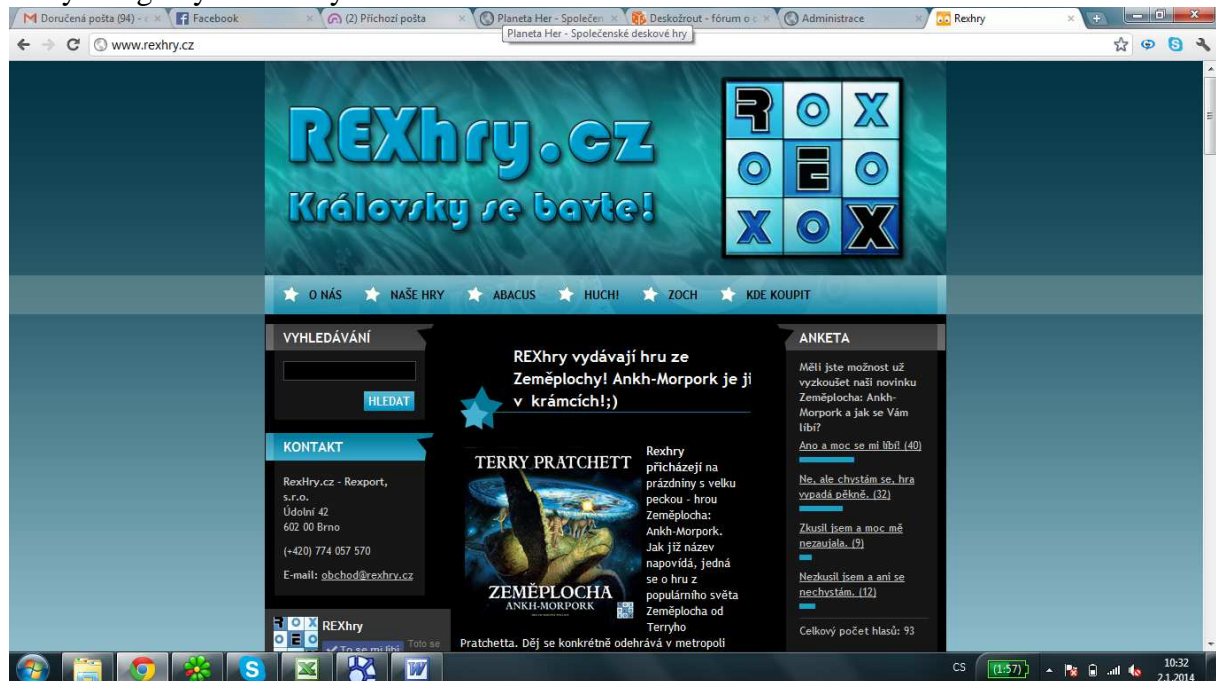 Doručená pošta (94) - c
Facebook
(2) Příchozí pošta
Planeta Her - Společen
Deskožrout - fórum o c
Administrace
Rexhry
www.rexhry.cz
Planeta Her - Společenské deskové hry
REXhry.cz
Královsky se bavte!
R O X
O E O
X O X
O NÁS
NAŠE HRY
ABACUS
HUCH!
ZOCH
KDE KOUPIT
VYHLEDÁVÁNÍ
HLEDAT
KONTAKT
RexHry.cz - Rexport,
s.r.o.
Údolní 42
602 00 Brno
(+420) 774 057 570
E-mail: obchod@rexhry.cz
R O X
O E O
REXhry
To se mi líbí
Toto se
REXhry vydávají hru ze
Zeměplochy! Ankh-Morpork je ji
v krámcích!;)
TERRY PRATCHETT
ZEMĚPLOCHA
ANKH-MORPORK
Rexhry
přicházejí na
prázdniny s velku
peckou - hrou
Zeměplocha:
Ankh-Morpork.
Jak již název
napovídá, jedná
se o hru z
populárního světa
Zeměplocha od
Terryho
Pratchetta. Děj se konkrétně odehrává v metropoli
ANKETA
Měli jste možnost už
vyzkoušet naši novinku
Zeměplocha: Ankh-
Morpork a jak se Vám
líbí?
Ano a moc se mi líbí! (40)
Ne, ale chystám se, hra
vypadá pěkně. (32)
Zkusil jsem a moc mě
nezaujala. (9)
Nezkusil jsem a ani se
nechystám. (12)
Celkový počet hlasů: 93
CS
(1:57)
10:32
2.1.2014